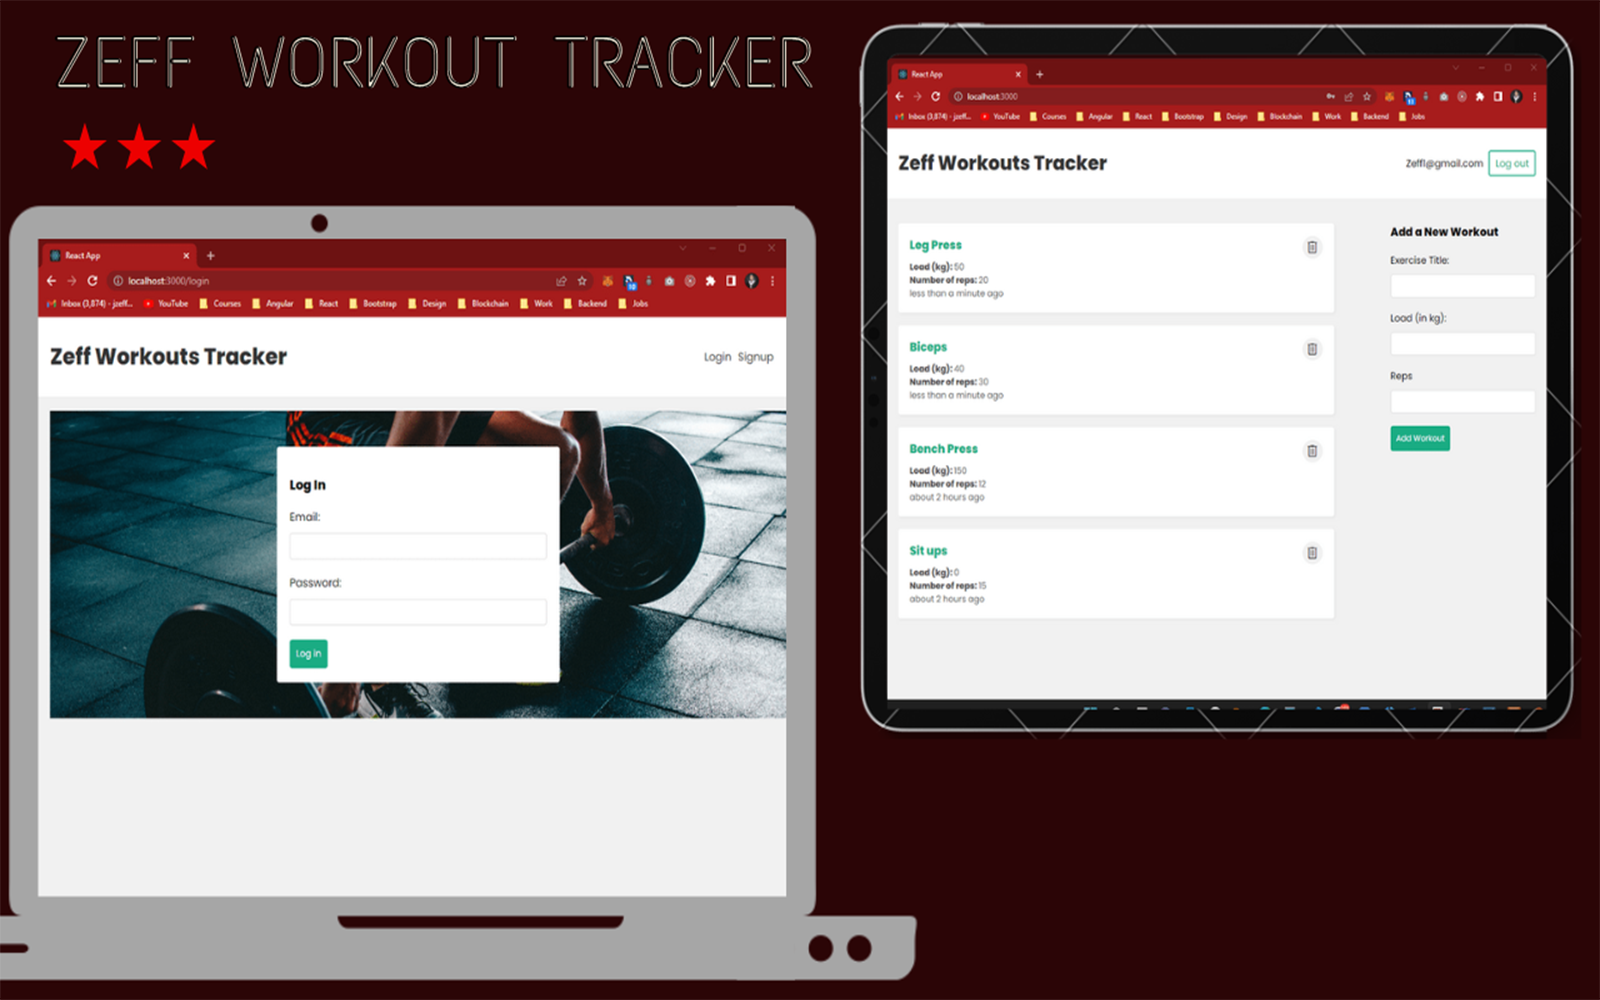 ZEFF WORKOUT TRACKER
React App
localhost:3000/login
Inbox (3,874) - jzeff... YouTube Courses Angular React Bootstrap Design Blockchain Work Backend Jobs
Zeff Workouts Tracker
Login Signup
Log In
Email:
Password:
Log in
React App
localhost:3000
Inbox (3,874) - jzeff... YouTube Courses Angular React Bootstrap Design Blockchain Work Backend Jobs
Zeff Workouts Tracker
Zeff1@gmail.com Log out
Leg Press
Load (kg): 50
Number of reps: 20
less than a minute ago
Biceps
Load (kg): 40
Number of reps: 30
less than a minute ago
Bench Press
Load (kg): 150
Number of reps: 12
about 2 hours ago
Sit ups
Load (kg): 0
Number of reps: 15
about 2 hours ago
Add a New Workout
Exercise Title:
Load (in kg):
Reps
Add Workout